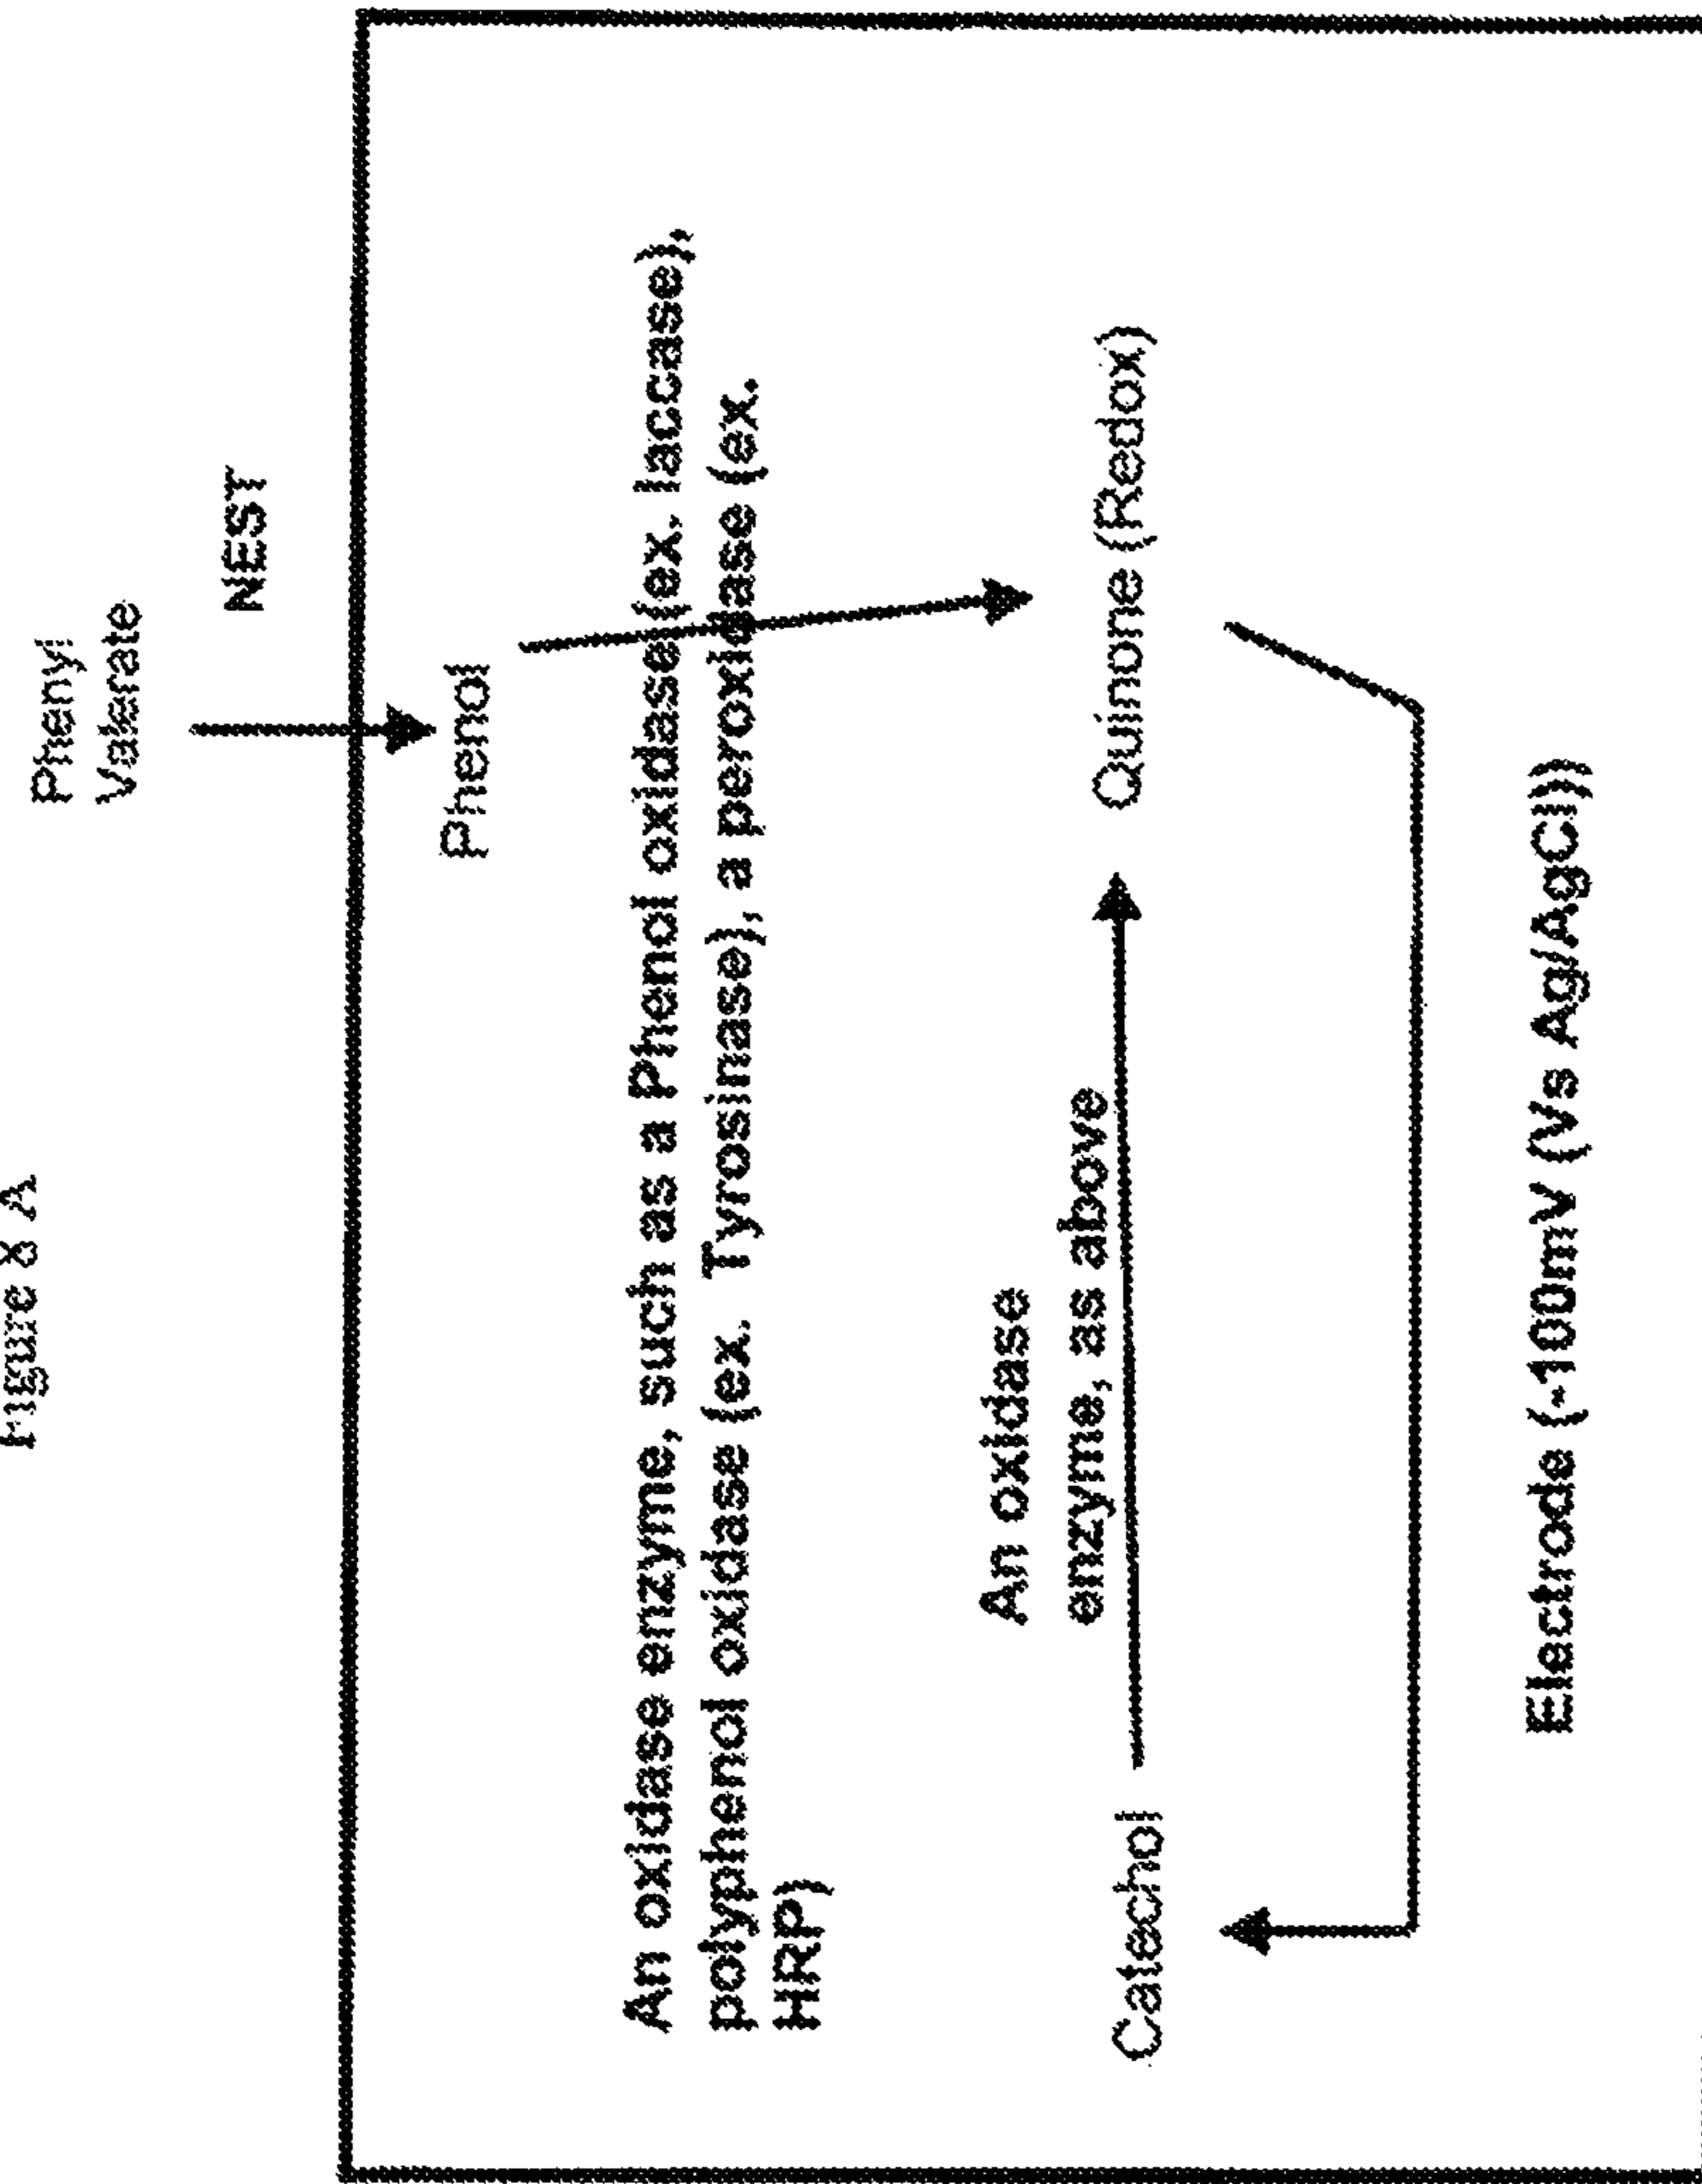 Figure 8 A
Phenyl
Valerate
NEST
Phenol
An oxidase enzyme, such as a Phenol oxidase(ex. laccase),
polyphenol oxidase (ex. Tyrosinase), a peroxidase (ex.
HRP)
An oxidase
enzyme, as above
Catechol
Quinone (Redox)
Electrode (-100mV (Vs Ag/AgCl))